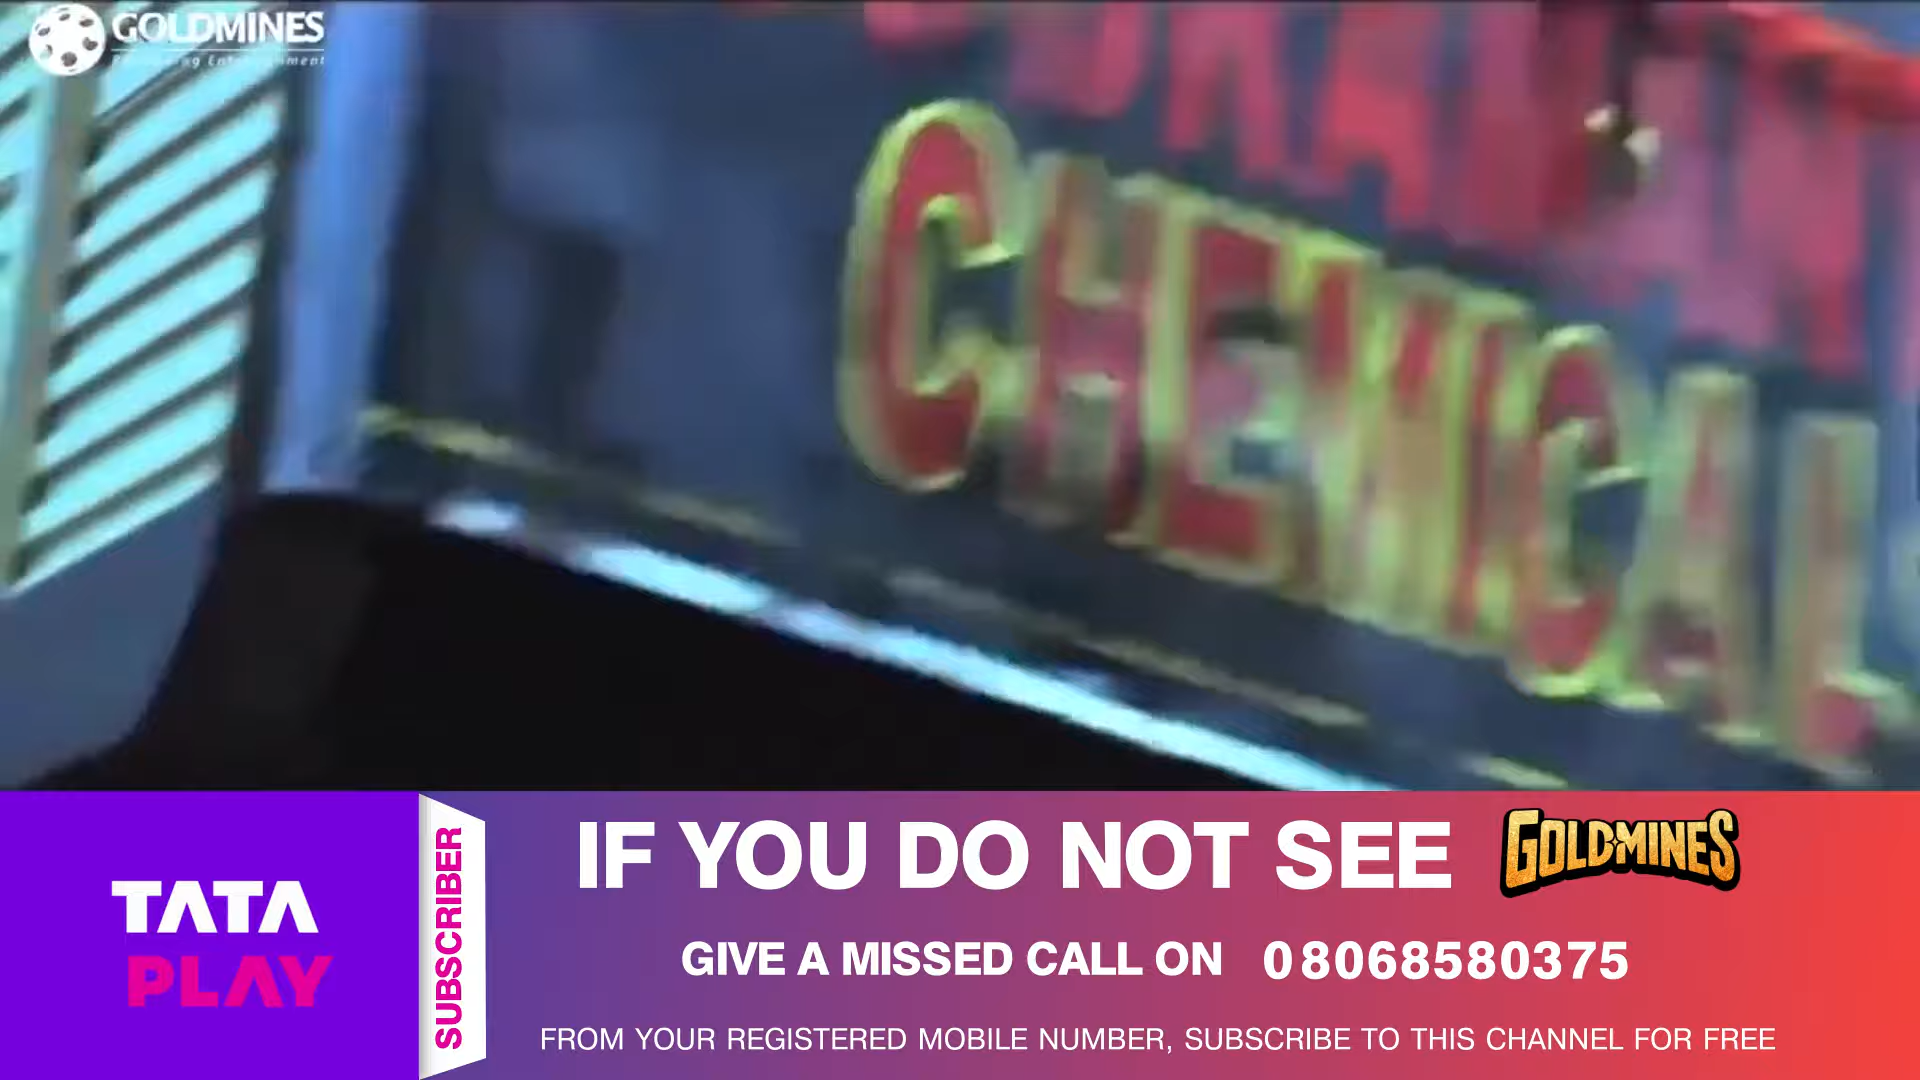 GOLDMINES
CHEMICAL
TATA
PLAY
SUBSCRIBER
IF YOU DO NOT SEE GOLDMINES
GIVE A MISSED CALL ON 08068580375
FROM YOUR REGISTERED MOBILE NUMBER, SUBSCRIBE TO THIS CHANNEL FOR FREE